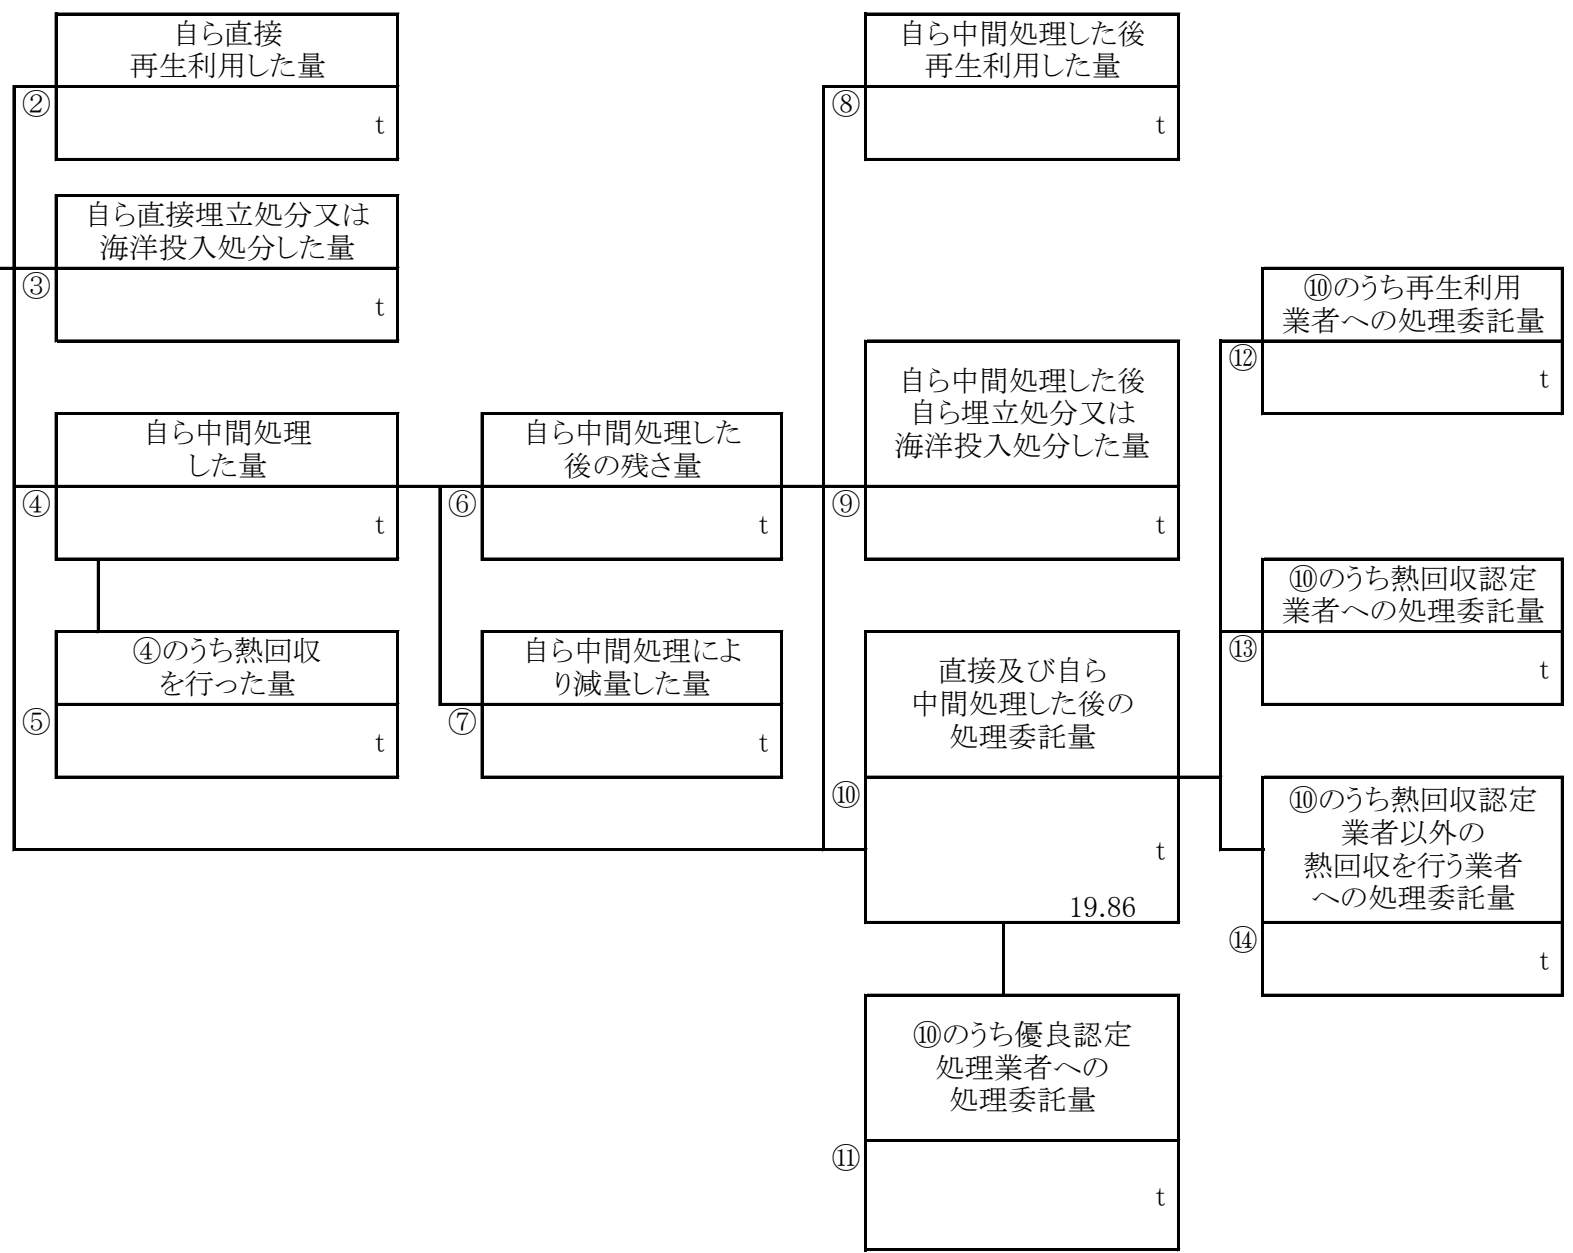 自ら直接
再生利用した量
②
t
自ら直接埋立処分又は
海洋投入処分した量
③
t
自ら中間処理
した量
④
t
④のうち熱回収
を行った量
⑤
t
自ら中間処理した
後の残さ量
⑥
t
自ら中間処理によ
り減量した量
⑦
t
自ら中間処理した後
再生利用した量
⑧
t
自ら中間処理した後
自ら埋立処分又は
海洋投入処分した量
⑨
t
直接及び自ら
中間処理した後の
処理委託量
⑩
t
19.86
⑩のうち優良認定
処理業者への
処理委託量
⑪
t
⑩のうち再生利用
業者への処理委託量
⑫
t
⑩のうち熱回収認定
業者への処理委託量
⑬
t
⑩のうち熱回収認定
業者以外の
熱回収を行う業者
への処理委託量
⑭
t